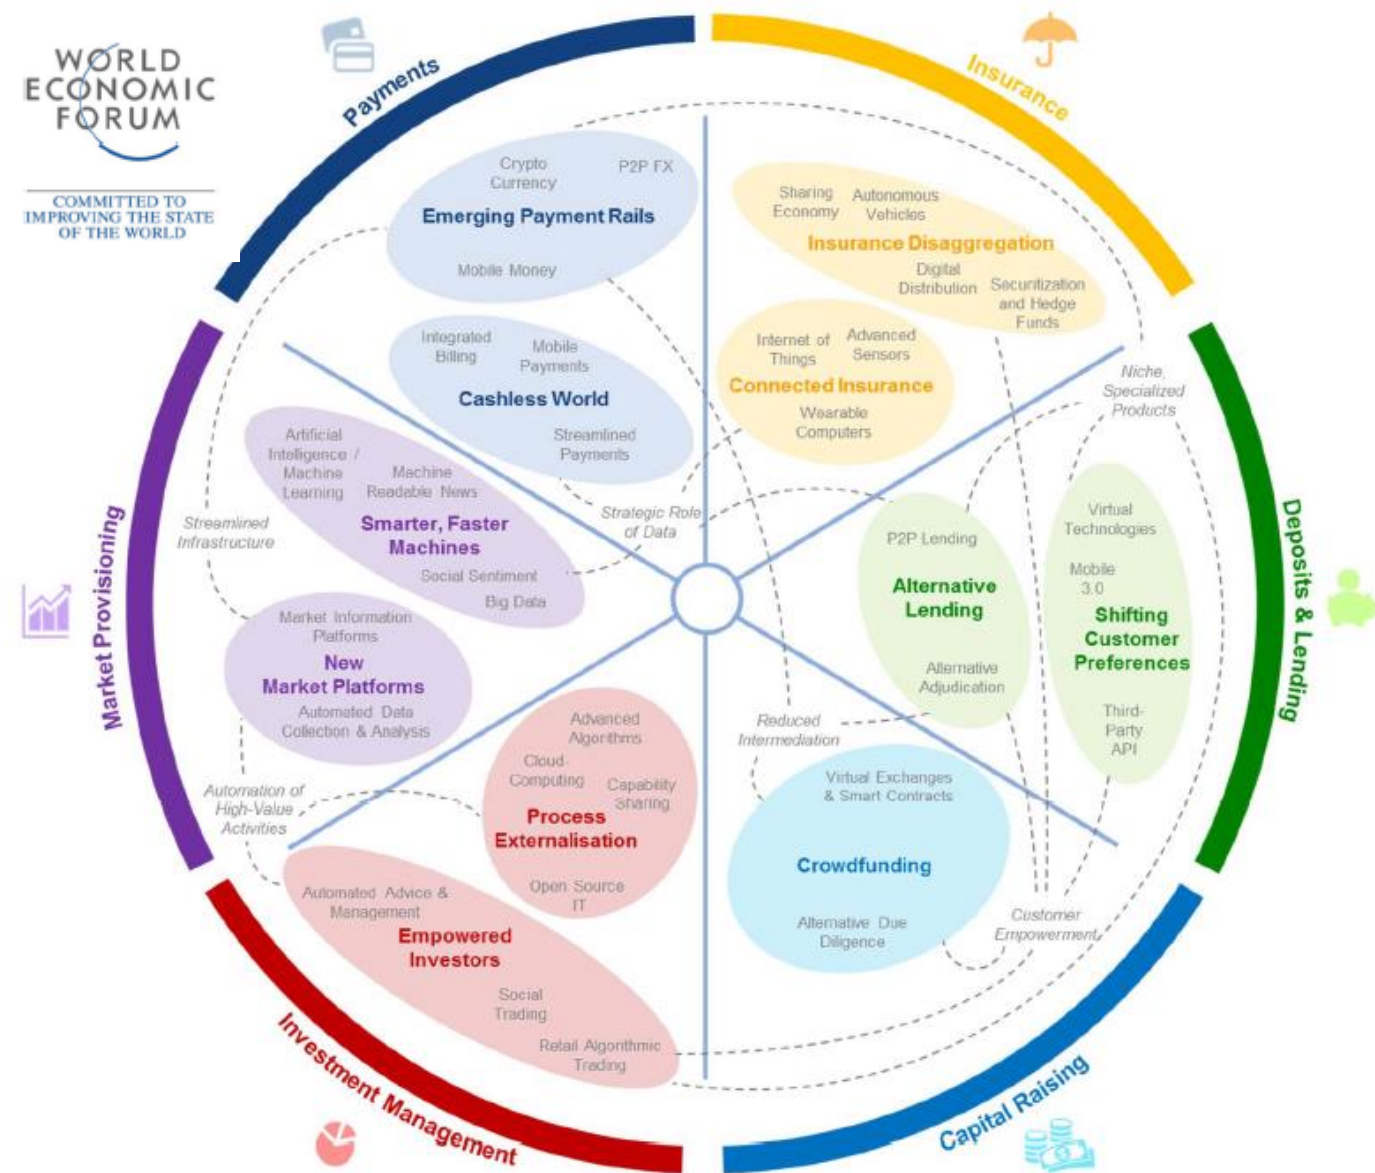 WORLD
ECONOMIC
FORUM
COMMITTED TO
IMPROVING THE STATE
OF THE WORLD
Payments
Crypto
Currency
P2P FX
Emerging Payment Rails
Mobile Money
Integrated
Billing
Mobile
Payments
Cashless World
Streamlined
Payments
Insurance
Sharing
Economy
Autonomous
Vehicles
Insurance Disaggregation
Digital
Distribution
Securitization
and Hedge
Funds
Internet of
Things
Advanced
Sensors
Connected Insurance
Wearable
Computers
Niche,
Specialized
Products
Deposits & Lending
P2P Lending
Alternative
Lending
Alternative
Adjudication
Virtual
Technologies
Mobile
3.0
Shifting
Customer
Preferences
Third-
Party
API
Capital Raising
Virtual Exchanges
& Smart Contracts
Crowdfunding
Alternative Due
Diligence
Reduced
Intermediation
Customer
Empowerment
Investment Management
Advanced
Algorithms
Cloud-
Computing
Capability
Sharing
Process
Externalisation
Open Source
IT
Automated Advice &
Management
Empowered
Investors
Social
Trading
Retail Algorithmic
Trading
Market Provisioning
Artificial
Intelligence /
Machine
Learning
Machine
Readable News
Smarter, Faster
Machines
Social Sentiment
Big Data
Market Information
Platforms
New
Market Platforms
Automated Data
Collection & Analysis
Streamlined
Infrastructure
Automation of
High-Value
Activities
Strategic Role
of Data